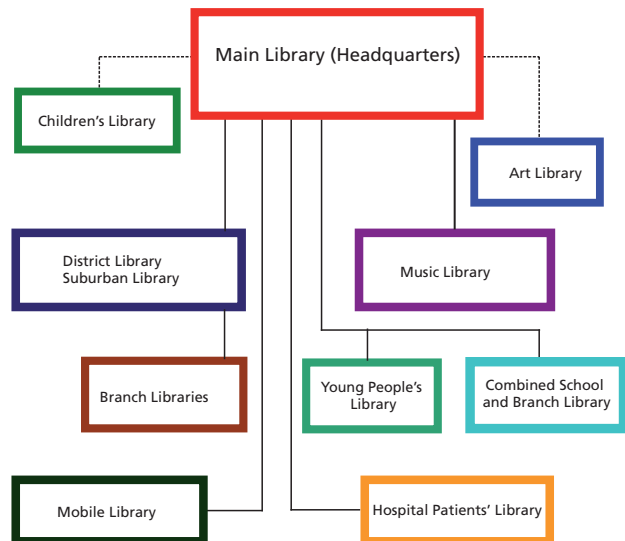 Main Library (Headquarters)
Children’s Library
Art Library
District Library
Suburban Library
Music Library
Branch Libraries
Young People’s
Library
Combined School
and Branch Library
Mobile Library
Hospital Patients’ Library